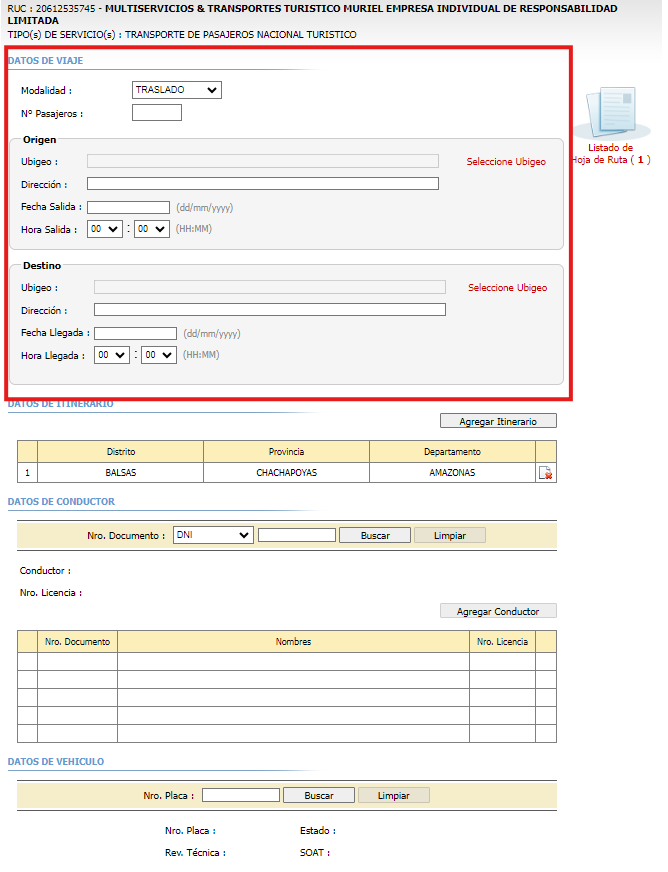 RUC : 20612535745 - MULTISERVICIOS & TRANSPORTES TURISTICO MURIEL EMPRESA INDIVIDUAL DE RESPONSABILIDAD
LIMITADA
TIPO(s) DE SERVICIO(s) : TRANSPORTE DE PASAJEROS NACIONAL TURISTICO
DATOS DE VIAJE
Modalidad : TRASLADO
Nº Pasajeros :
Listado de
Hoja de Ruta ( 1 )
Origen
Ubigeo : Seleccione Ubigeo
Dirección :
Fecha Salida : (dd/mm/yyyy)
Hora Salida : 00 : 00 (HH:MM)
Destino
Ubigeo : Seleccione Ubigeo
Dirección :
Fecha Llegada : (dd/mm/yyyy)
Hora Llegada : 00 : 00 (HH:MM)
DATOS DE ITINERARIO
Agregar Itinerario
Distrito Provincia Departamento
1 BALSAS CHACHAPOYAS AMAZONAS
DATOS DE CONDUCTOR
Nro. Documento : DNI Buscar Limpiar
Conductor :
Nro. Licencia :
Agregar Conductor
Nro. Documento Nombres Nro. Licencia
DATOS DE VEHICULO
Nro. Placa : Buscar Limpiar
Nro. Placa : Estado :
Rev. Técnica : SOAT :